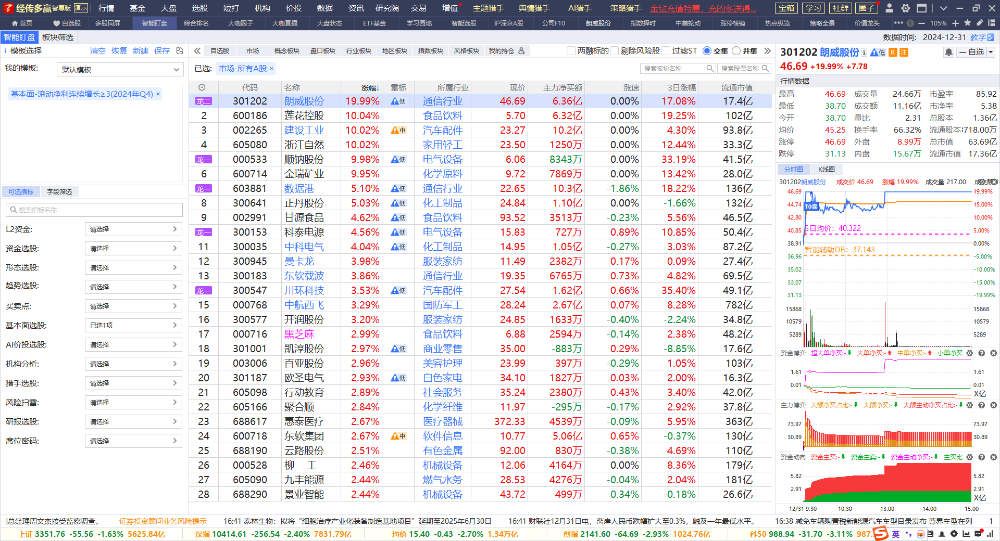 经传多赢 智尊版 演示 行情 基金 大盘 选股 短打 机构 价投 数据 资讯 研究院 交易 增值 主题猎手 舆情猎手 AI猎手 策略猎手 金钻充值特惠,充的多送得... 宝箱 学习 社群 圈子
首页 自选股 多股同屏 智能盯盘 综合排名 大咖圈子 大咖直播 大盘状态 ETF基金 学习园地 智能选股 沪深京A股 公司F10 朗威股份 指数择时 中美轮动 涨停棱镜 热点纵览 策略全景 价值龙头 ••• 105%
智能盯盘 板块筛选 数据时间: 2024-12-31 教学
模板选择 清空 恢复 新建 保存
我的模板: 默认模板
基本面-滚动净利连续增长≥3(2024年Q4) ×
可选指标 字段筛选
搜索指标名称
L2资金: 请选择
资金选股: 请选择
形态选股: 请选择
趋势选股: 请选择
买卖点: 请选择
基本面选股: 已选1项
AI价投选股: 请选择
机构分析: 请选择
猎手选股: 请选择
风险扫雷: 请选择
研报选股: 请选择
席位密码: 请选择
自选股 市场 概念板块 盘口板块 行业板块 地区板块 指数板块 风格板块 我的持仓 两融标的 剔除风险股 过滤ST 交集 并集
已选: 市场-所有A股 × 搜索板块名称 搜索股票名称
代码 名称 涨幅↓ 雷标 所属行业 现价 主力净买额 涨速 3日涨幅 流通市值
龙二 301202 朗威股份 19.99% 低 通信行业 46.69 6.36亿 0.00% 17.08% 17.4亿
2 600186 莲花控股 10.04% 食品饮料 5.70 6.32亿 0.00% 19.25% 102亿
3 002265 建设工业 10.02% 中 汽车配件 23.27 10.2亿 0.00% 4.30% 93.8亿
4 605080 浙江自然 10.02% 家用轻工 23.50 1250万 0.00% 12.44% 33.3亿
龙一 000533 顺钠股份 9.98% 低 电气设备 6.06 -8343万 0.00% 33.19% 41.5亿
6 600714 金瑞矿业 9.95% 化学原料 9.72 7869万 0.00% 13.42% 28.0亿
龙一 603881 数据港 5.10% 低 通信行业 22.65 10.3亿 -1.86% 18.22% 136亿
8 300641 正丹股份 5.03% 低 化工制品 24.84 1.10亿 0.00% -1.66% 132亿
9 002991 甘源食品 4.62% 低 食品饮料 93.52 3513万 -0.23% 5.56% 46.5亿
龙一 300153 科泰电源 4.56% 低 电气设备 15.83 727万 0.89% 10.85% 50.4亿
11 300035 中科电气 4.04% 低 化工制品 14.95 1.05亿 -0.27% 3.03% 87.2亿
12 300945 曼卡龙 3.98% 服装家纺 11.49 2382万 0.17% 0.09% 27.4亿
13 300183 东软载波 3.86% 通信行业 19.35 6765万 0.73% 4.82% 69.5亿
龙一 300547 川环科技 3.53% 低 汽车配件 27.54 1.62亿 0.66% 35.40% 49.1亿
15 000768 中航西飞 3.29% 国防军工 28.24 2.67亿 0.07% 8.28% 782亿
16 300577 开润股份 3.20% 服装家纺 24.85 1633万 -0.40% -2.24% 34.8亿
17 000716 黑芝麻 2.99% 食品饮料 6.88 2594万 -0.14% 2.38% 48.2亿
18 301001 凯淳股份 2.97% 低 商业零售 35.00 -883万 0.29% -8.85% 17.6亿
19 003006 百亚股份 2.96% 美容护理 23.99 397万 -0.29% 1.05% 103亿
20 301187 欧圣电气 2.93% 低 白色家电 34.10 1827万 0.03% 2.00% 16.3亿
21 605098 行动教育 2.89% 社会服务 35.24 2380万 0.43% 3.40% 42.0亿
22 605166 聚合顺 2.84% 化学纤维 11.97 -295万 -0.17% 2.92% 37.8亿
23 688617 惠泰医疗 2.67% 医疗器械 372.33 4539万 -0.09% 5.95% 363亿
24 600718 东软集团 2.67% 中 软件信息 10.77 5.06亿 0.65% -0.37% 130亿
25 688190 云路股份 2.51% 有色金属 92.00 830万 -0.38% 4.69% 110亿
26 000528 柳 工 2.46% 机械设备 12.06 4164万 0.00% 8.36% 179亿
27 605090 九丰能源 2.44% 燃气水务 28.53 4276万 -0.04% 2.04% 181亿
28 688290 景业智能 2.44% 机械设备 43.72 499万 -0.34% -0.18% 26.6亿
301202 朗威股份 低 R 注 自选
46.69 +19.99% +7.78
行情数据
最高 46.69 成交量 24.66万 市盈率 85.92
最低 38.70 成交额 11.16亿 市净率 5.38
今开 38.70 量比 2.31 总股本 1.36亿
均价 45.25 换手率 66.32% 流通股本 718.00万
涨停 46.69 外盘 8.99万 总市值 63.69亿
跌停 31.13 内盘 15.67万 流通市值 17.36亿
分时图 K线图
301202朗威股份 成交价 46.69 涨幅 19.99% 成交量 217.00
46.69 19.99%
44.74 15.00%
T0卖
42.80 10.00%
5日均价: 40.322
40.85 5.00%
38.91 0.00%
智能辅助DB: 37.143
36.96 -5.00%
35.02 -10.00%
33.07 -15.00%
31.13 -19.99%
15868 15868
10579 10579
5289 5289
资金博弈 超大单净买:- 大单净买:- 中单净买:- 小单净买
1.61 1.61
0.01 0.01
X亿
主力博弈 大额净买占比:- 大额净买:- 大额主动净买占比:-
73.97 73.97
30.89 30.89
资金动向 资金主买:- 资金主卖:- 资金主动净买:- 主买比
5.82 5.82
2.91 2.91
X亿
12/31 9:30 10:30 13:00 14:00 15:00
总经理周文杰接受监察调查。 证券投资顾问业务风险提示 16:41 泰林生物:拟将“细胞治疗产业化装备制造基地项目”延期至2025年6月30日 16:41 财联社12月31日电,离岸人民币跌幅扩大至0.3%,触及一年最低水平。 16:38 减免车辆购置税新能源汽车车型目录发布 尊界车型在列 1
上证 3351.76 -55.56 -1.63% 5625.84亿 深指 10414.61 -256.54 -2.40% 7831.79亿 均价 15.40 -0.43 -2.70% 1.34万亿 创指 2141.60 -64.69 -2.93% 1024.76亿 科50 988.94 -31.70 -3.11% 987. 英